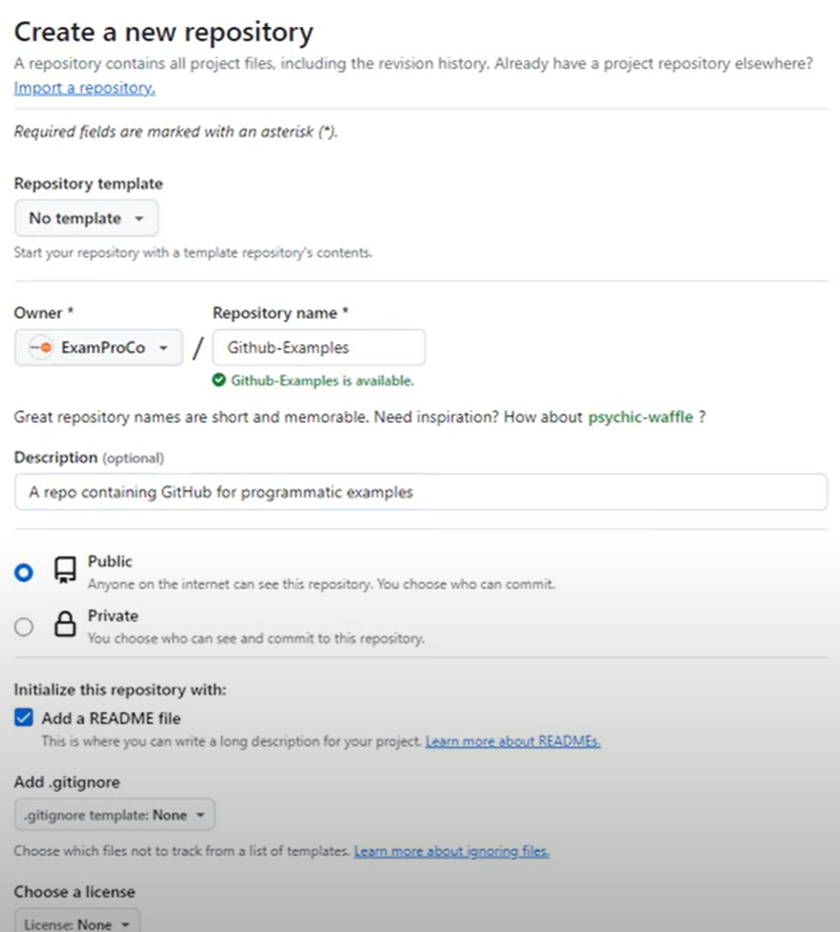 Create a new repository
A repository contains all project files, including the revision history. Already have a project repository elsewhere?
Import a repository.
Required fields are marked with an asterisk (*).
Repository template
No template
Start your repository with a template repository's contents.
Owner * Repository name *
ExamProCo / Github-Examples
Github-Examples is available.
Great repository names are short and memorable. Need inspiration? How about psychic-waffle ?
Description (optional)
A repo containing GitHub for programmatic examples
Public
Anyone on the internet can see this repository. You choose who can commit.
Private
You choose who can see and commit to this repository.
Initialize this repository with:
Add a README file
This is where you can write a long description for your project. Learn more about READMEs.
Add .gitignore
.gitignore template: None
Choose which files not to track from a list of templates. Learn more about ignoring files.
Choose a license
License: None